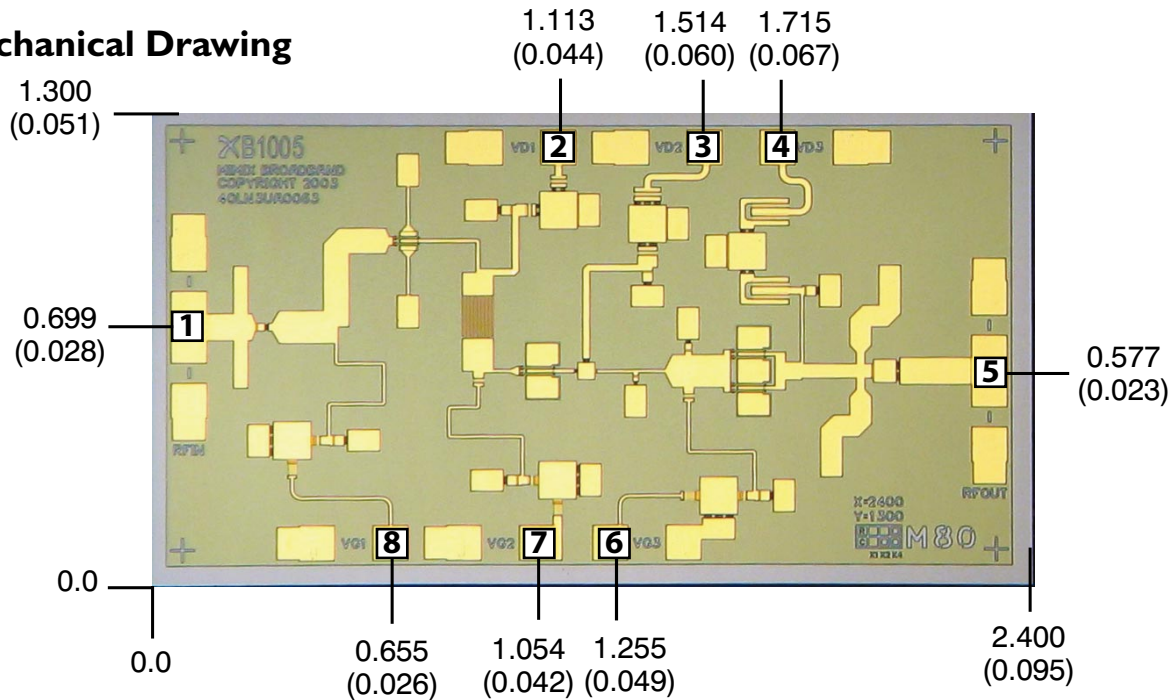 chanical Drawing
1.113
(0.044)
1.514
(0.060)
1.715
(0.067)
1.300
(0.051)
XB1005
MIMIX BROADBAND
COPYRIGHT 2003
VD1
2
VD2
3
4
VD3
0.699
(0.028)
1
5
0.577
(0.023)
RFIN
RFOUT
X=2400
Y=1300
M80
VG1
8
VG2
7
6
VG3
0.0
0.0
0.655
(0.026)
1.054
(0.042)
1.255
(0.049)
2.400
(0.095)